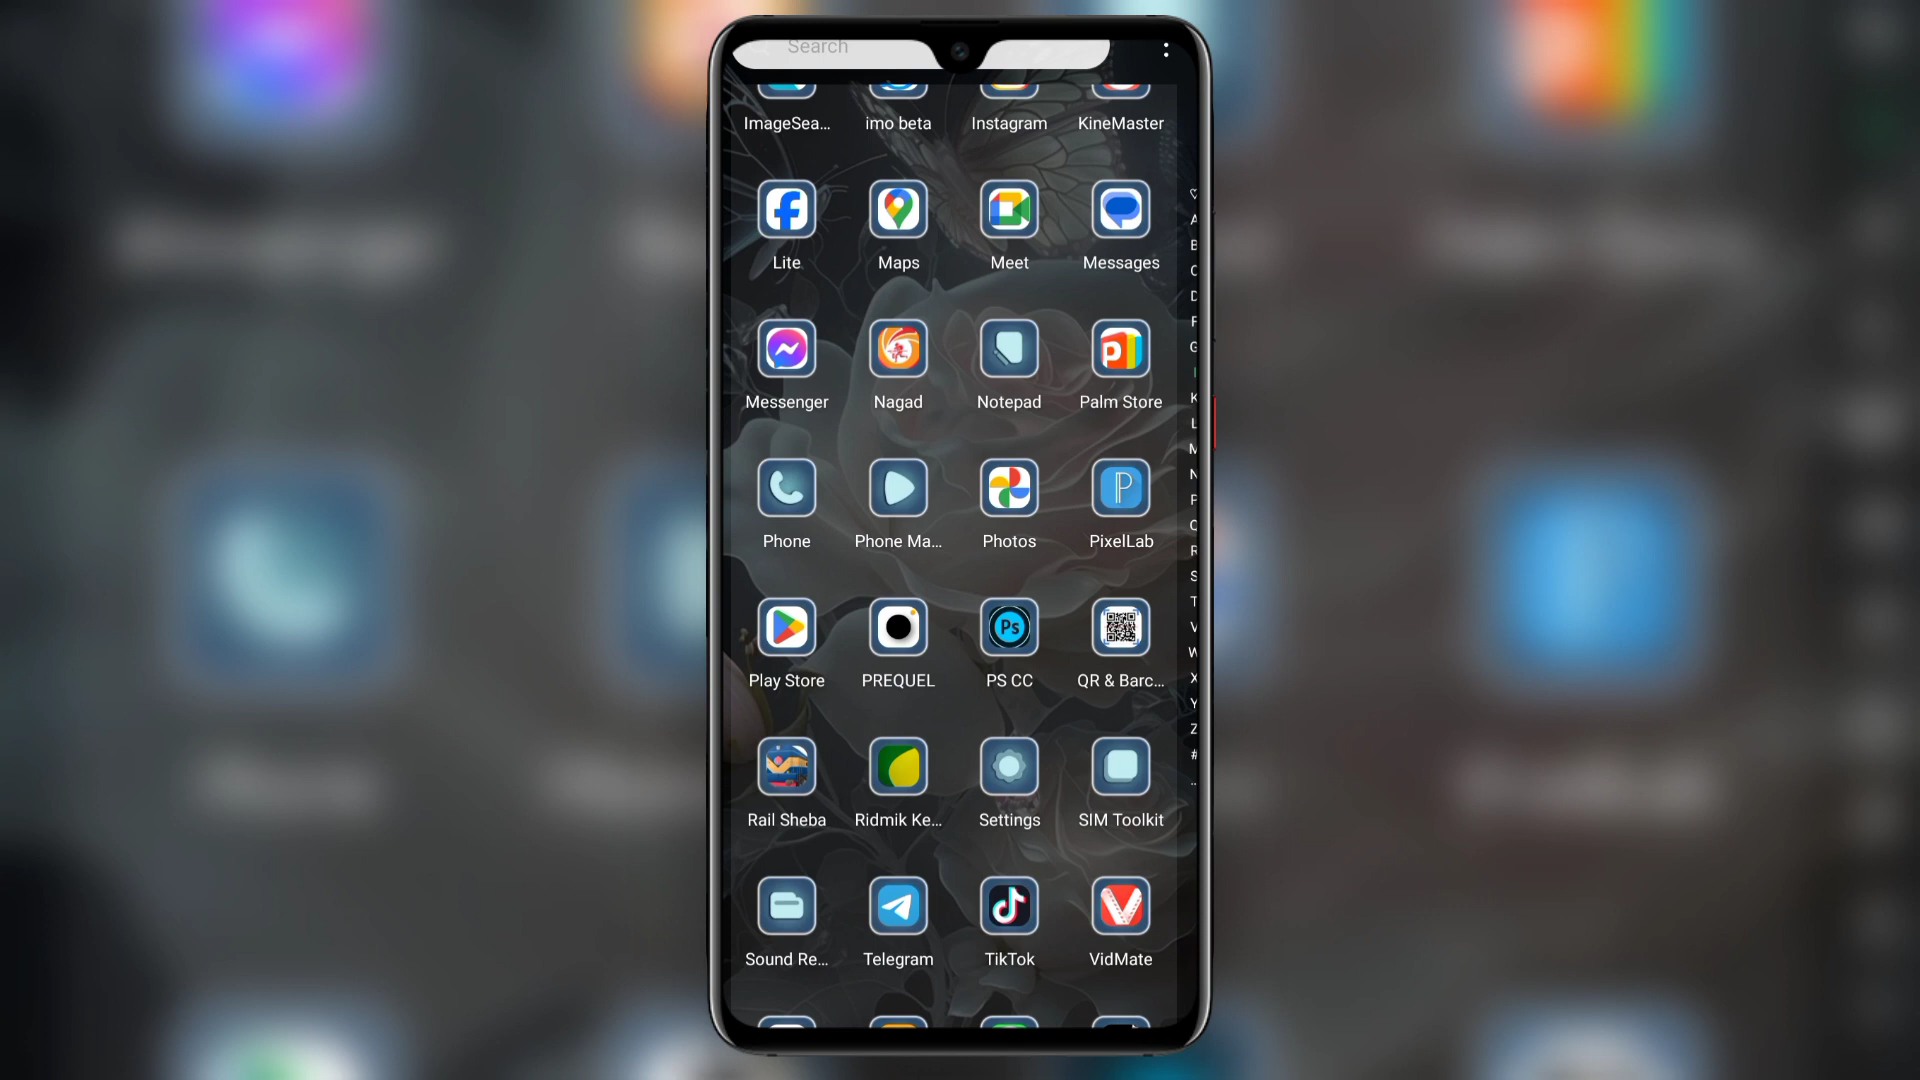 Search
ImageSea... imo beta Instagram KineMaster
Lite Maps Meet Messages
Messenger Nagad Notepad Palm Store
Phone Phone Ma... Photos PixelLab
Ps
Play Store PREQUEL PS CC QR & Barc...
Rail Sheba Ridmik Ke... Settings SIM Toolkit
Sound Re... Telegram TikTok VidMate
A
B
C
D
F
G
I
K
L
M
N
P
Q
R
S
T
V
W
X
Y
Z
#